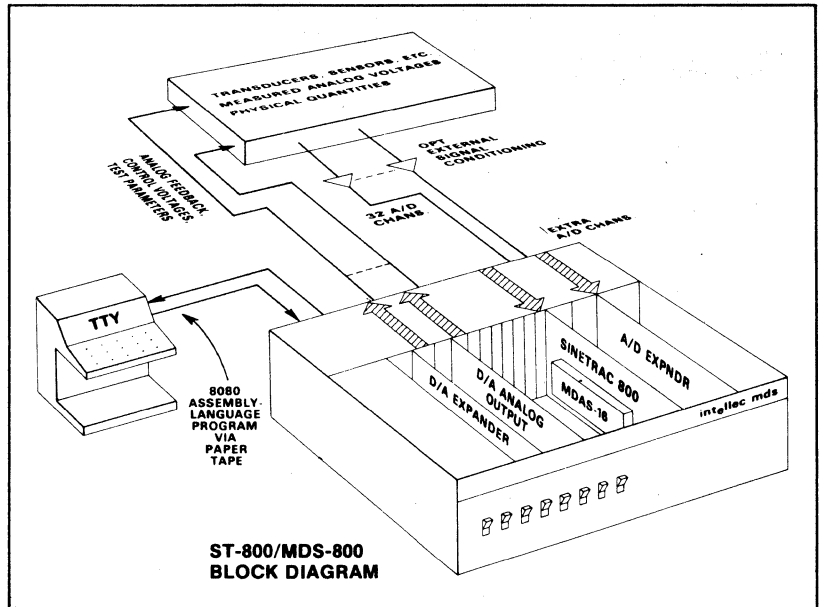 TRANSDUCERS, SENSORS, ETC.
MEASURED ANALOG VOLTAGES
PHYSICAL QUANTITIES
OPT
EXTERNAL
SIGNAL
CONDITIONING
ANALOG FEEDBACK,
CONTROL VOLTAGES,
TEST PARAMETERS
32 A/D
CHANS.
EXTRA
A/D CHANS
TTY
8080
ASSEMBLY-
LANGUAGE
PROGRAM
VIA
PAPER
TAPE
D/A EXPANDER
D/A ANALOG
OUTPUT
SINETRAC 800
MDAS-16
A/D EXPNDR
intellec mds
ST-800/MDS-800
BLOCK DIAGRAM